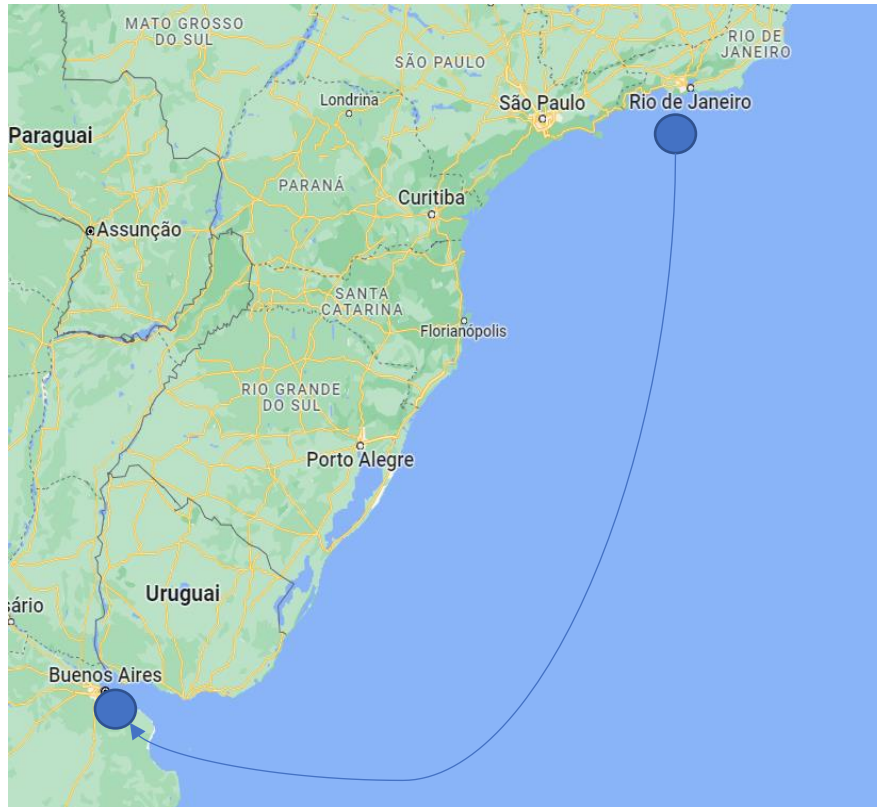 MATO GROSSO
DO SUL
RIO DE
JANEIRO
SÃO PAULO
Londrina
São Paulo
Rio de Janeiro
Paraguai
PARANÁ
Curitiba
Assunção
SANTA
CATARINA
Florianópolis
RIO GRANDE
DO SUL
Porto Alegre
Uruguai
sário
Buenos Aires